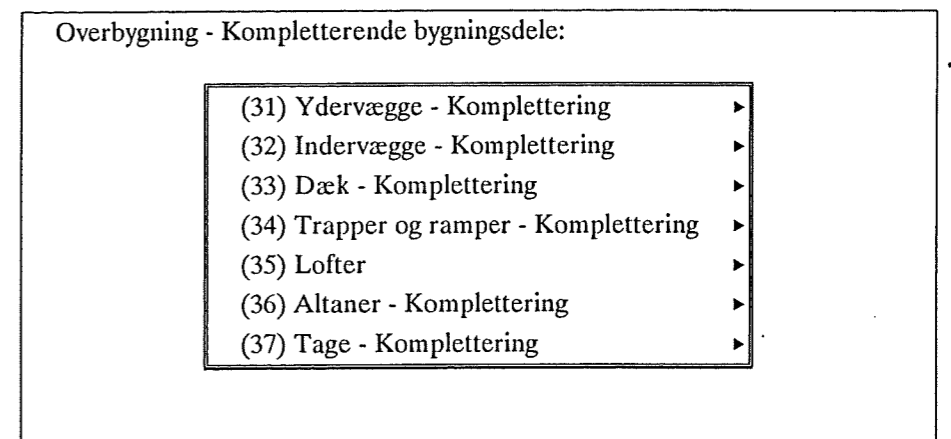 Overbygning - Kompletterende bygningsdele:
(31) Ydervægge - Komplettering
(32) Indervægge - Komplettering
(33) Dæk - Komplettering
(34) Trapper og ramper - Komplettering
(35) Lofter
(36) Altaner - Komplettering
(37) Tage - Komplettering